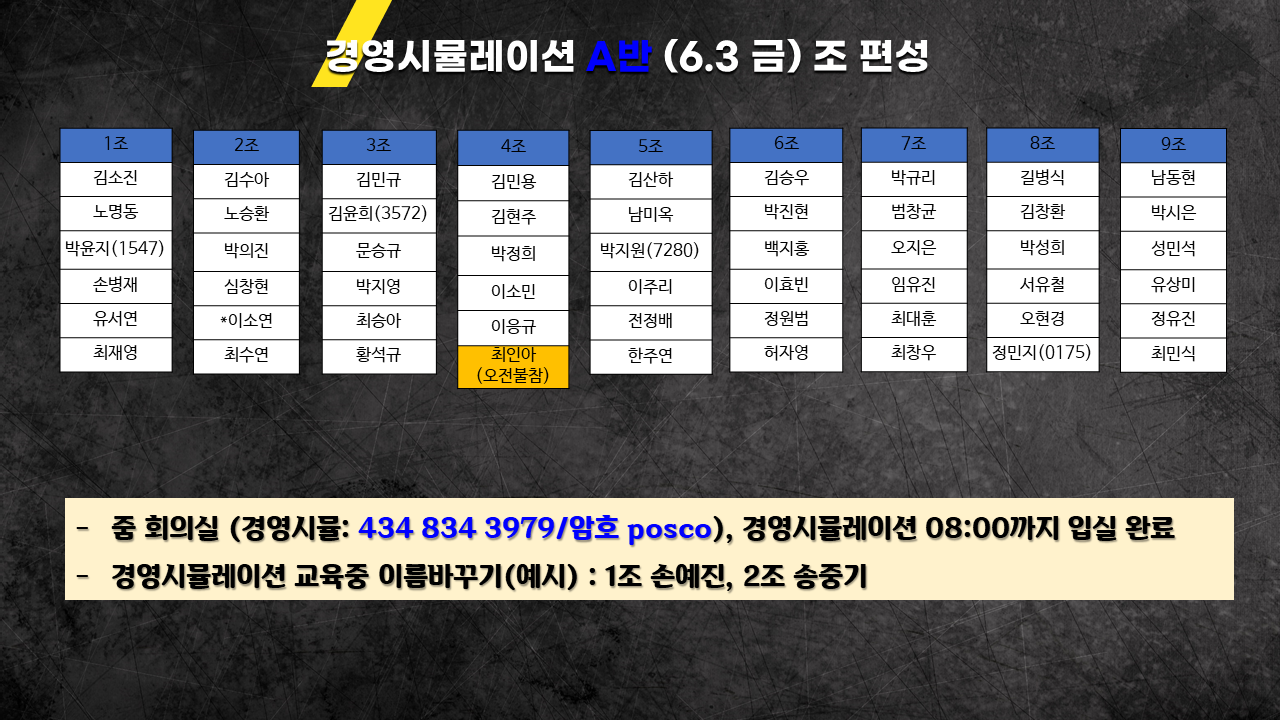 경영시뮬레이션 A반 (6.3 금) 조 편성
1조
김소진
노명동
박윤지(1547)
손병재
유서연
최재영
2조
김수아
노승환
박의진
심창현
*이소연
최수연
3조
김민규
김윤희(3572)
문승규
박지영
최승아
황석규
4조
김민용
김현주
박정희
이소민
이응규
최인아
(오전불참)
5조
김산하
남미옥
박지원(7280)
이주리
전정배
한주연
6조
김승우
박진현
백지홍
이효빈
정원범
허자영
7조
박규리
범창균
오지은
임유진
최대훈
최창우
8조
길병식
김창환
박성희
서유철
오현경
정민지(0175)
9조
남동현
박시은
성민석
유상미
정유진
최민식
- 줌 회의실 (경영시물: 434 834 3979/암호 posco), 경영시뮬레이션 08:00까지 입실 완료
- 경영시뮬레이션 교육중 이름바꾸기(예시) : 1조 손예진, 2조 송중기